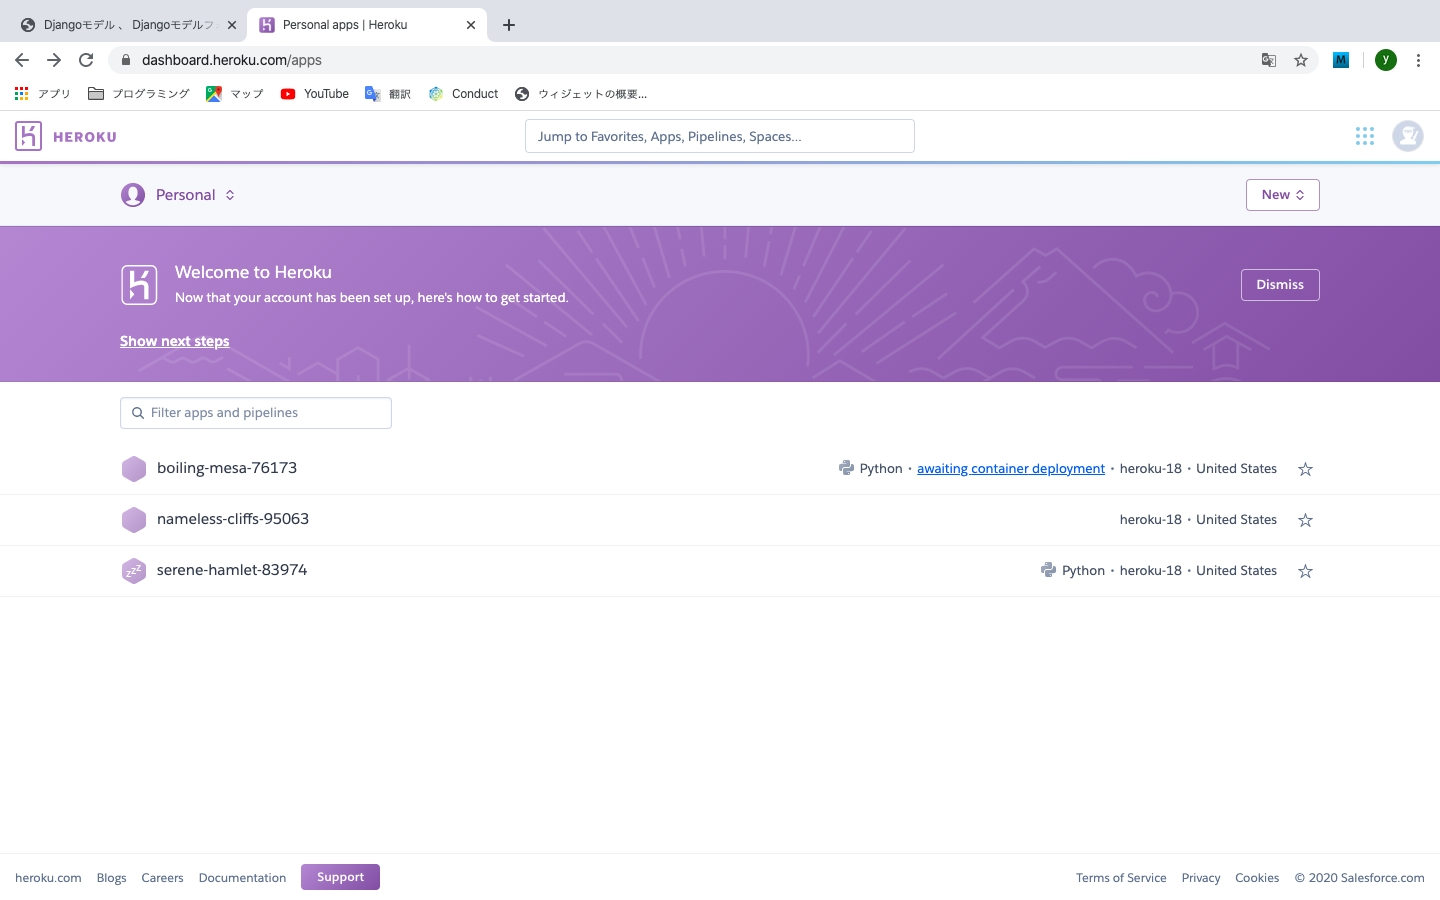 Djangoモデル 、 Djangoモデルフ
Personal apps | Heroku
dashboard.heroku.com/apps
M
y
アプリ
プログラミング
マップ
YouTube
翻訳
Conduct
ウィジェットの概要...
HEROKU
Jump to Favorites, Apps, Pipelines, Spaces...
Personal
New
Welcome to Heroku
Now that your account has been set up, here's how to get started.
Dismiss
Show next steps
Filter apps and pipelines
boiling-mesa-76173
Python · awaiting container deployment · heroku-18 · United States
nameless-cliffs-95063
heroku-18 · United States
zzz
serene-hamlet-83974
Python · heroku-18 · United States
heroku.com
Blogs
Careers
Documentation
Support
Terms of Service
Privacy
Cookies
© 2020 Salesforce.com